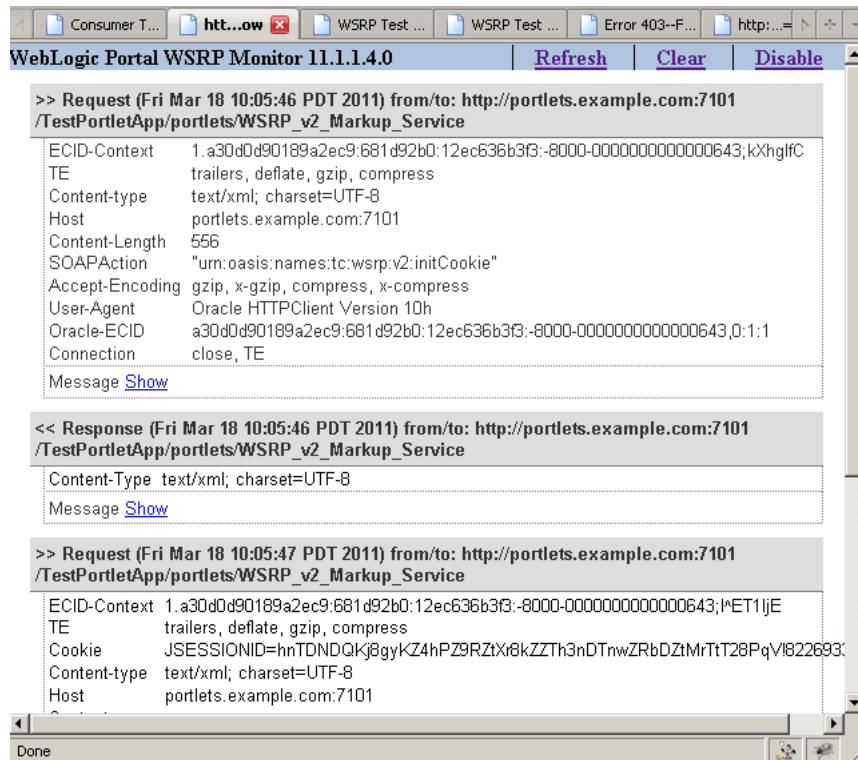 Consumer T...
htt...ow
WSRP Test ...
WSRP Test ...
Error 403--F...
http:...=
WebLogic Portal WSRP Monitor 11.1.1.4.0
Refresh
Clear
Disable
>> Request (Fri Mar 18 10:05:46 PDT 2011) from/to: http://portlets.example.com:7101
/TestPortletApp/portlets/WSRP_v2_Markup_Service
ECID-Context 1.a30d0d90189a2ec9:681d92b0:12ec636b3f3:-8000-0000000000000643;kXhgIfC
TE trailers, deflate, gzip, compress
Content-type text/xml; charset=UTF-8
Host portlets.example.com:7101
Content-Length 556
SOAPAction "urn:oasis:names:tc:wsrp:v2:initCookie"
Accept-Encoding gzip, x-gzip, compress, x-compress
User-Agent Oracle HTTPClient Version 10h
Oracle-ECID a30d0d90189a2ec9:681d92b0:12ec636b3f3:-8000-0000000000000643,0:1:1
Connection close, TE
Message Show
<< Response (Fri Mar 18 10:05:46 PDT 2011) from/to: http://portlets.example.com:7101
/TestPortletApp/portlets/WSRP_v2_Markup_Service
Content-Type text/xml; charset=UTF-8
Message Show
>> Request (Fri Mar 18 10:05:47 PDT 2011) from/to: http://portlets.example.com:7101
/TestPortletApp/portlets/WSRP_v2_Markup_Service
ECID-Context 1.a30d0d90189a2ec9:681d92b0:12ec636b3f3:-8000-0000000000000643;I^ET1IjE
TE trailers, deflate, gzip, compress
Cookie
Content-type text/xml; charset=UTF-8
Host portlets.example.com:7101
Done